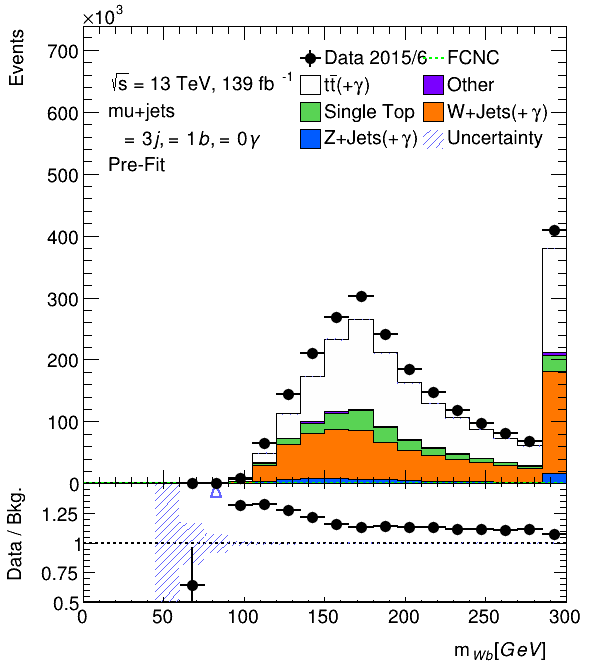 ×10³
Events
700
600
500
400
300
200
100
0
Data 2015/6 FCNC
tt̄(+γ) Other
Single Top W+Jets(+γ)
Z+Jets(+γ) Uncertainty
√s = 13 TeV, 139 fb⁻¹
mu+jets
= 3j, = 1b, = 0γ
Pre-Fit
Data / Bkg.
1.25
1
0.75
0.5
0 50 100 150 200 250 300
m_Wb[GeV]